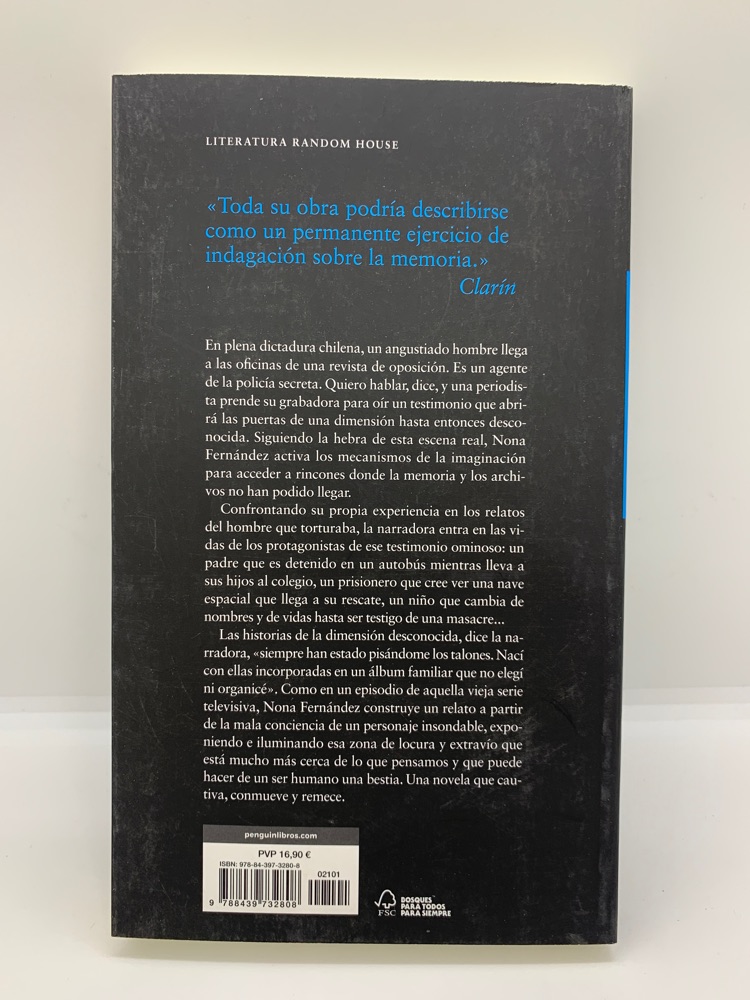 LITERATURA RANDOM HOUSE
«Toda su obra podría describirse
como un permanente ejercicio de
indagación sobre la memoria.»
Clarín
En plena dictadura chilena, un angustiado hombre llega
a las oficinas de una revista de oposición. Es un agente
de la policía secreta. Quiero hablar, dice, y una periodis-
ta prende su grabadora para oír un testimonio que abri-
rá las puertas de una dimensión hasta entonces desco-
nocida. Siguiendo la hebra de esta escena real, Nona
Fernández activa los mecanismos de la imaginación
para acceder a rincones donde la memoria y los archi-
vos no han podido llegar.
Confrontando su propia experiencia en los relatos
del hombre que torturaba, la narradora entra en las vi-
das de los protagonistas de ese testimonio ominoso: un
padre que es detenido en un autobús mientras lleva a
sus hijos al colegio, un prisionero que cree ver una nave
espacial que llega a su rescate, un niño que cambia de
nombres y de vidas hasta ser testigo de una masacre...
Las historias de la dimensión desconocida, dice la na-
rradora, «siempre han estado pisándome los talones. Nací
con ellas incorporadas en un álbum familiar que no elegí
ni organicé». Como en un episodio de aquella vieja serie
televisiva, Nona Fernández construye un relato a partir
de la mala conciencia de un personaje insondable, expo-
niendo e iluminando esa zona de locura y extravío que
está mucho más cerca de lo que pensamos y que puede
hacer de un ser humano una bestia. Una novela que cau-
tiva, conmueve y remece.
penguinlibros.com
PVP 16,90 €
ISBN: 978-84-397-3280-8
02101
9 788439 732808
FSC
BOSQUES
PARA TODOS
PARA SIEMPRE